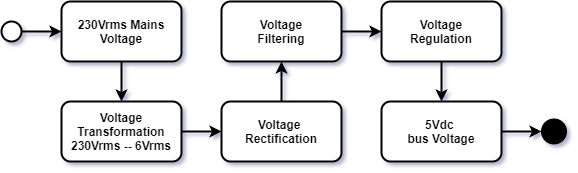 230Vrms Mains
Voltage
Voltage
Transformation
230Vrms -- 6Vrms
Voltage
Rectification
Voltage
Filtering
Voltage
Regulation
5Vdc
bus Voltage